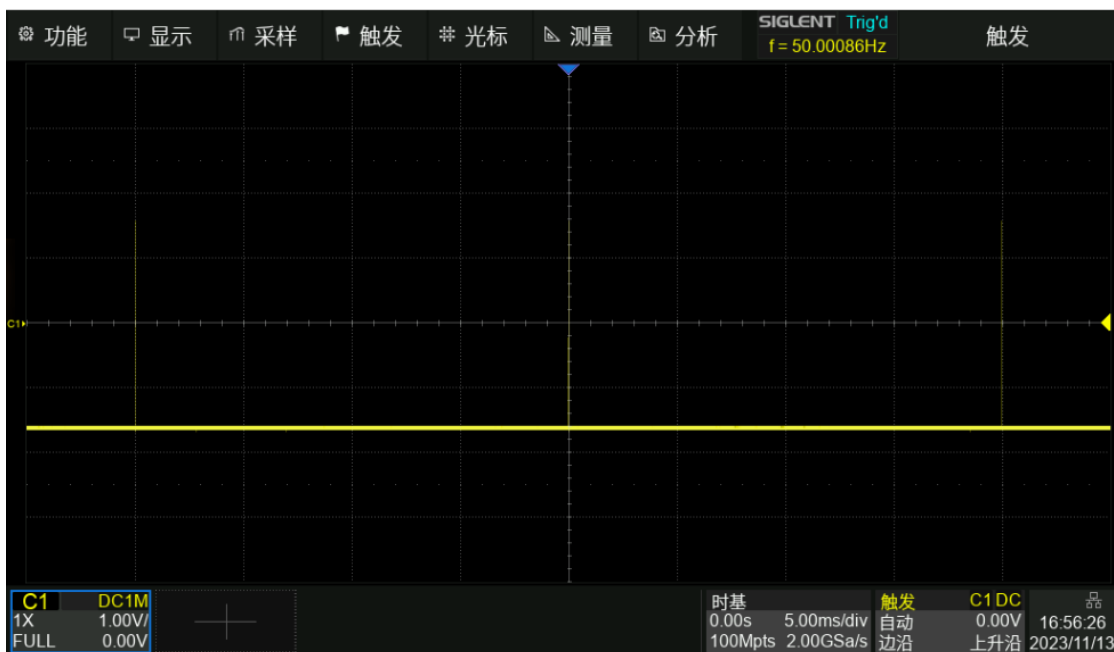 功能 显示 采样 触发 光标 测量 分析 SIGLENT Trig'd 触发
f = 50.00086Hz
C1
C1 DC1M 时基 触发 C1 DC
1X 1.00V/ 0.00s 5.00ms/div 自动 0.00V 16:56:26
FULL 0.00V 100Mpts 2.00GSa/s 边沿 上升沿 2023/11/13